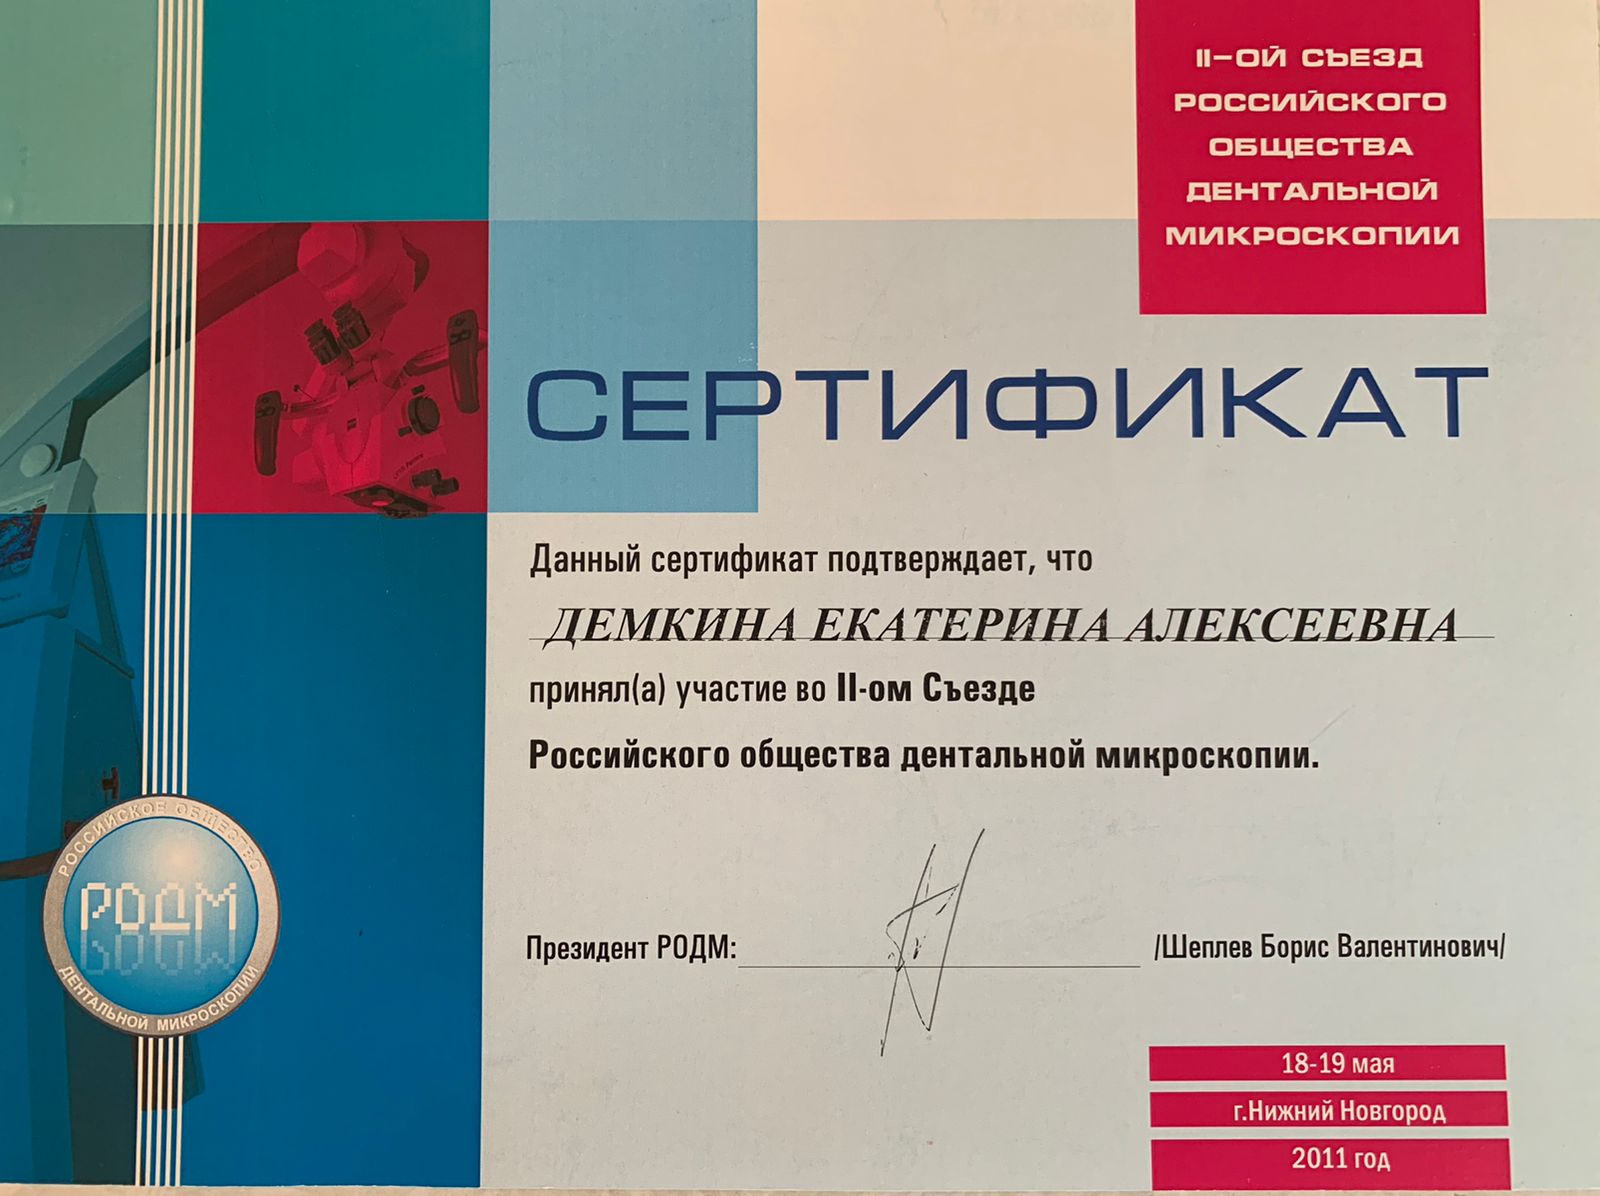 II-ОЙ СЪЕЗД
РОССИЙСКОГО
ОБЩЕСТВА
ДЕНТАЛЬНОЙ
МИКРОСКОПИИ
СЕРТИФИКАТ
Данный сертификат подтверждает, что
ДЕМКИНА ЕКАТЕРИНА АЛЕКСЕЕВНА
принял(а) участие во II-ом Съезде
Российского общества дентальной микроскопии.
РОССИЙСКОЕ ОБЩЕСТВО
РОДМ
ДЕНТАЛЬНОЙ МИКРОСКОПИИ
Президент РОДМ: /Шеплев Борис Валентинович/
18-19 мая
г.Нижний Новгород
2011 год